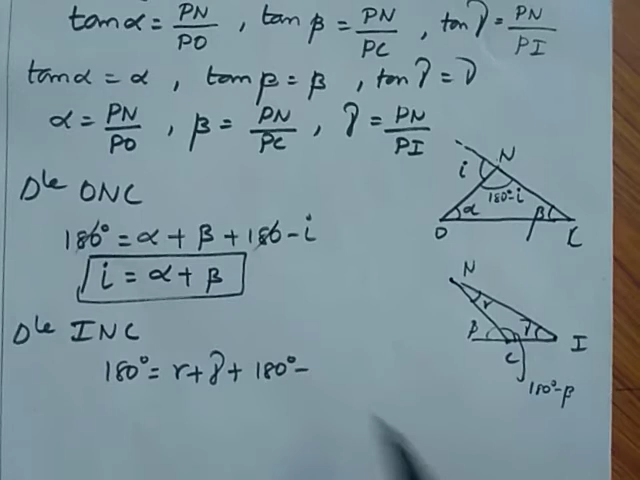 tanα = PN/PO , tan β = PN/PC , tan γ = PN/PI
tanα = α , tan β = β , tan γ = γ
α = PN/PO , β = PN/PC , γ = PN/PI
Dle ONC
180° = α + β + 180 - i
i = α + β
Dle INC
180° = r + γ + 180° -
N
i
180°-i
α
β
O
C
N
r
β
γ
C
I
180°-β